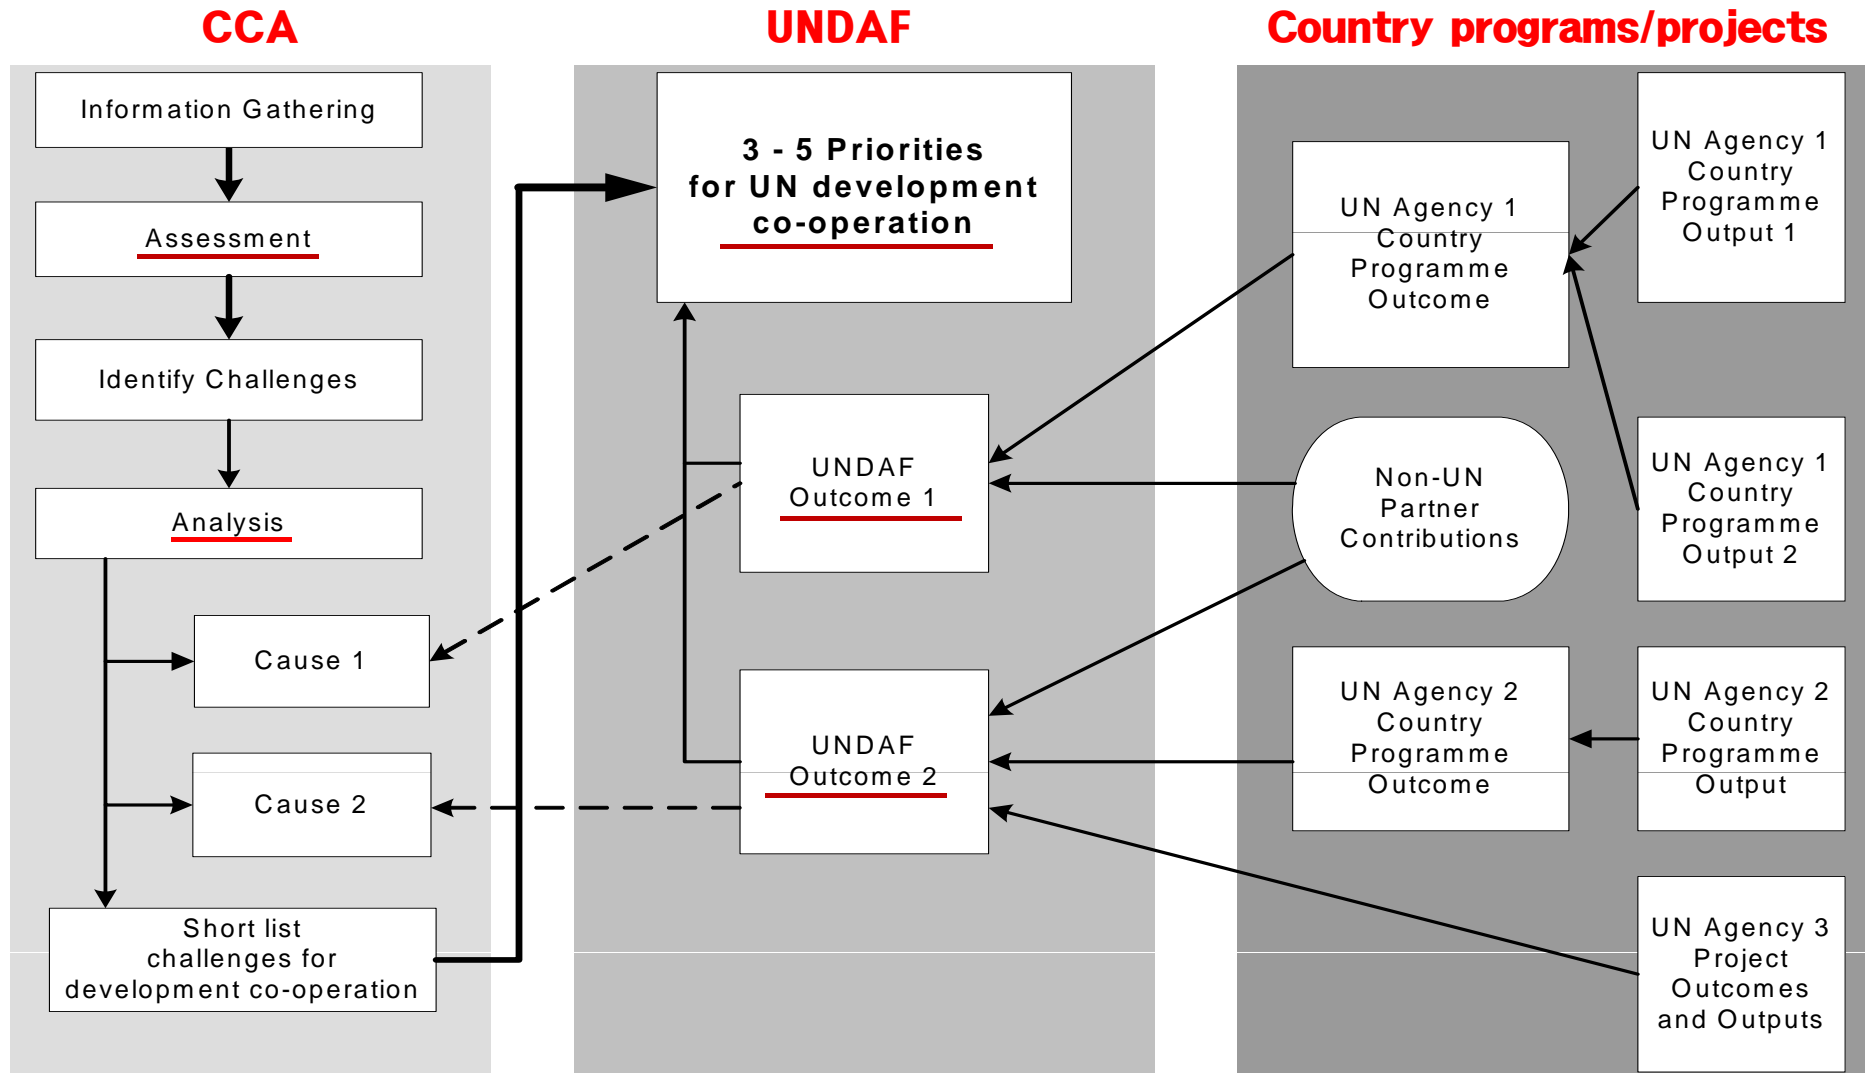 CCA
UNDAF
Country programs/projects
Information Gathering
Assessment
Identify Challenges
Analysis
Cause 1
Cause 2
Short list
challenges for
development co-operation
3 - 5 Priorities
for UN development
co-operation
UNDAF
Outcome 1
UNDAF
Outcome 2
UN Agency 1
Country
Programme
Outcome
Non-UN
Partner
Contributions
UN Agency 2
Country
Programme
Outcome
UN Agency 1
Country
Programme
Output 1
UN Agency 1
Country
Programme
Output 2
UN Agency 2
Country
Programme
Output
UN Agency 3
Project
Outcomes
and Outputs